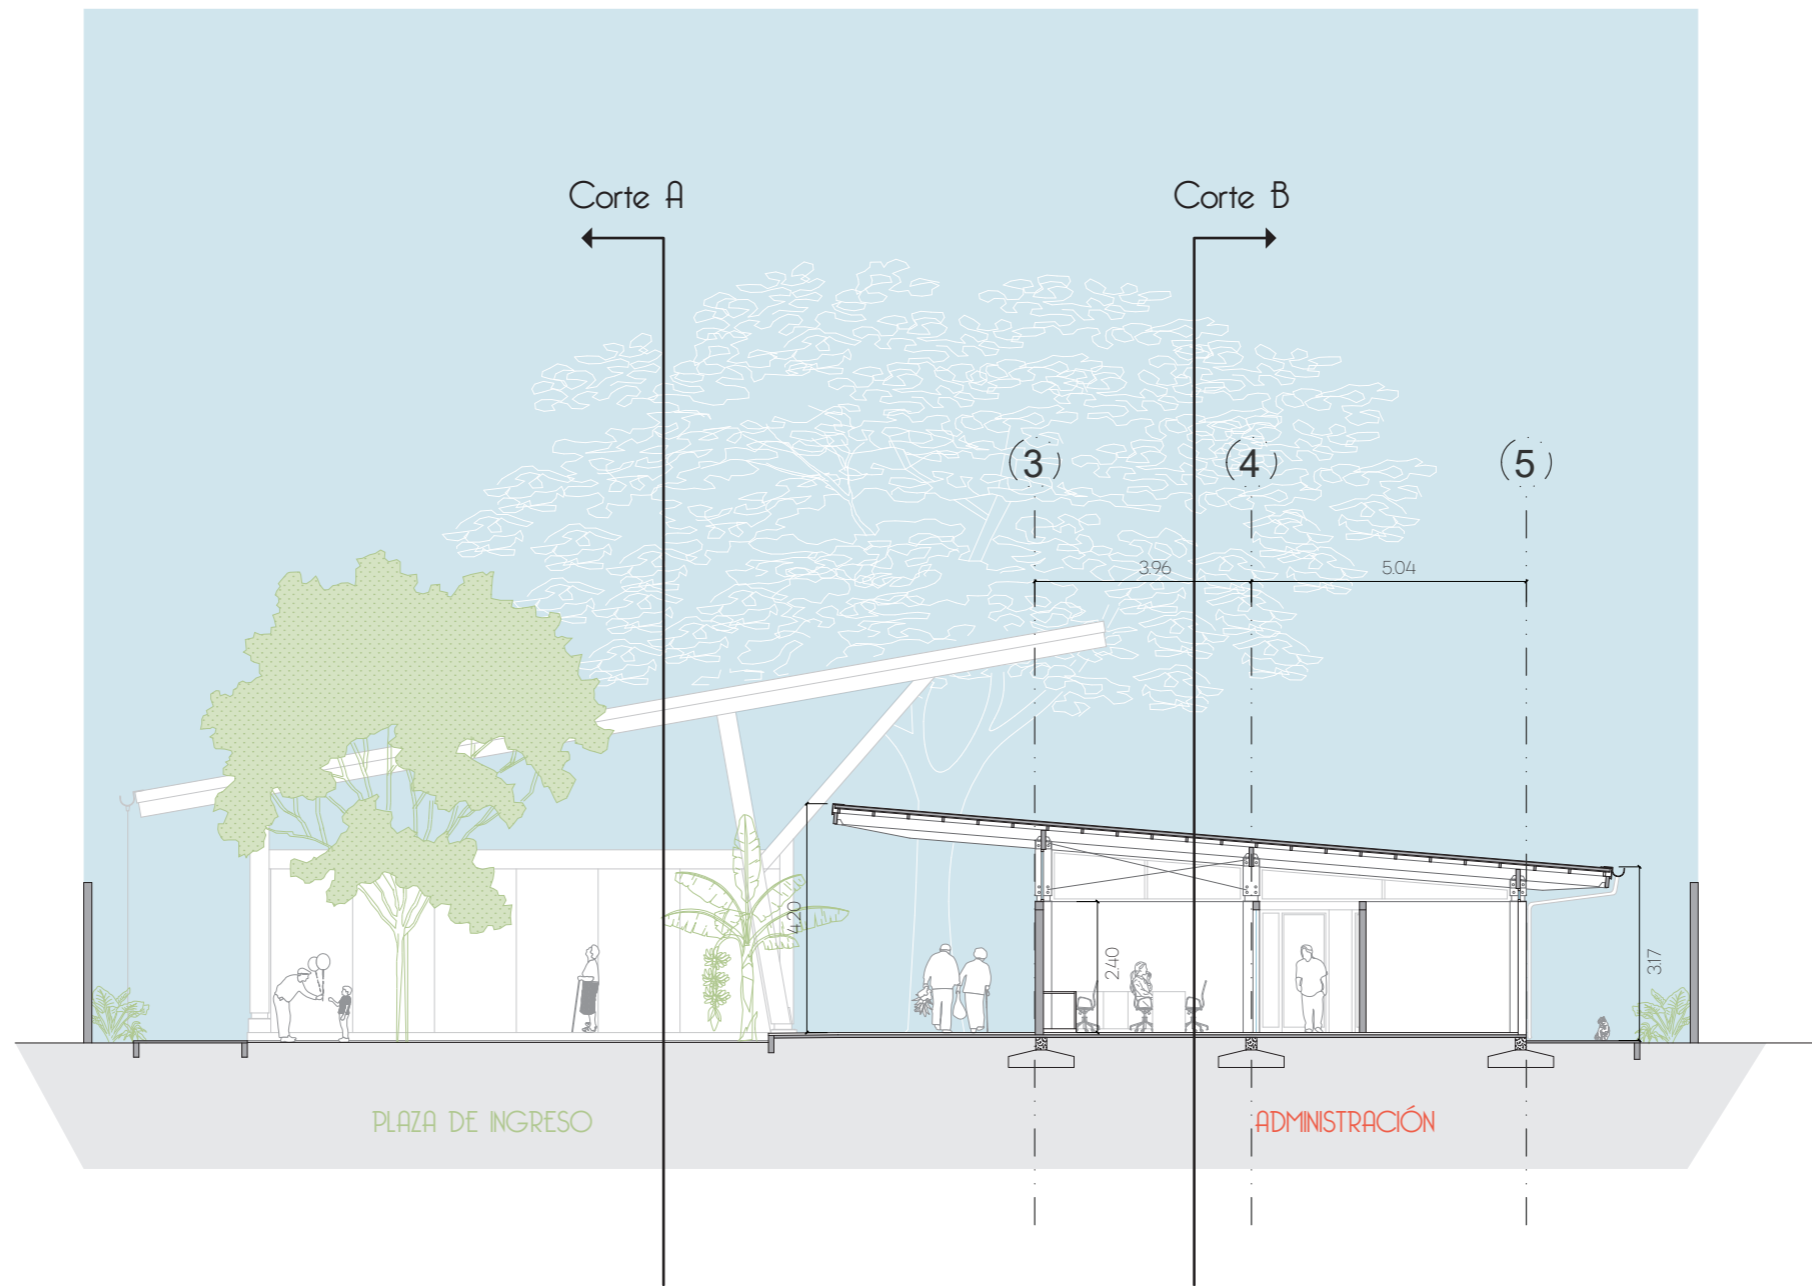 Corte A
Corte B
3
4
5
3.96
5.04
4.20
2.40
3.17
PLAZA DE INGRESO
ADMINISTRACIÓN